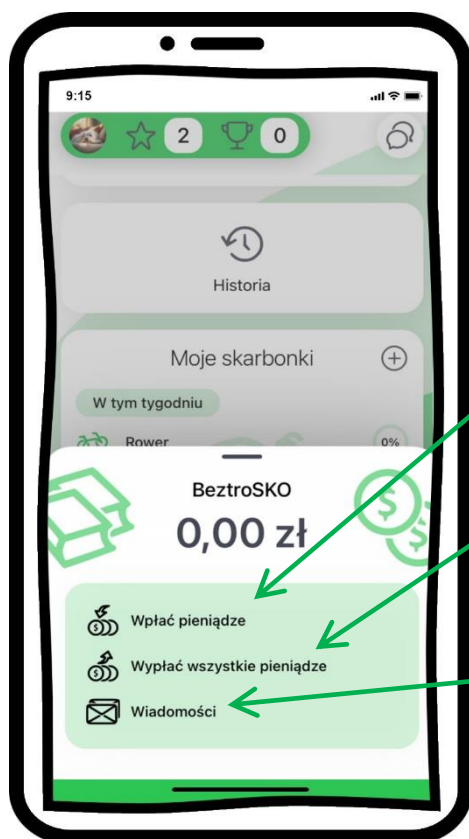 9:15
2
0
Historia
Moje skarbonki
W tym tygodniu
Rower
0%
BeztroSKO
0,00 zł
Wpłać pieniądze
Wypłać wszystkie pieniądze
Wiadomości